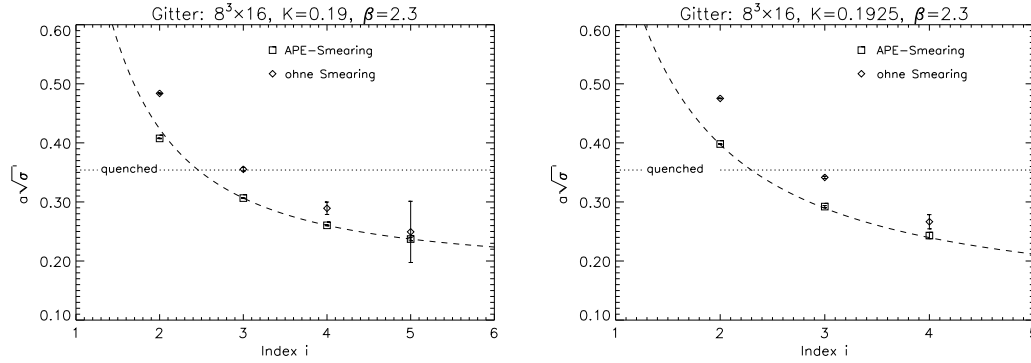 Gitter: 8³×16, K=0.19, β=2.3
0.60
0.50
0.40
0.30
0.20
0.10
a√σ
APE-Smearing
ohne Smearing
quenched
1 2 3 4 5 6
Index i
Gitter: 8³×16, K=0.1925, β=2.3
0.60
0.50
0.40
0.30
0.20
0.10
a√σ
APE-Smearing
ohne Smearing
quenched
1 2 3 4 5
Index i